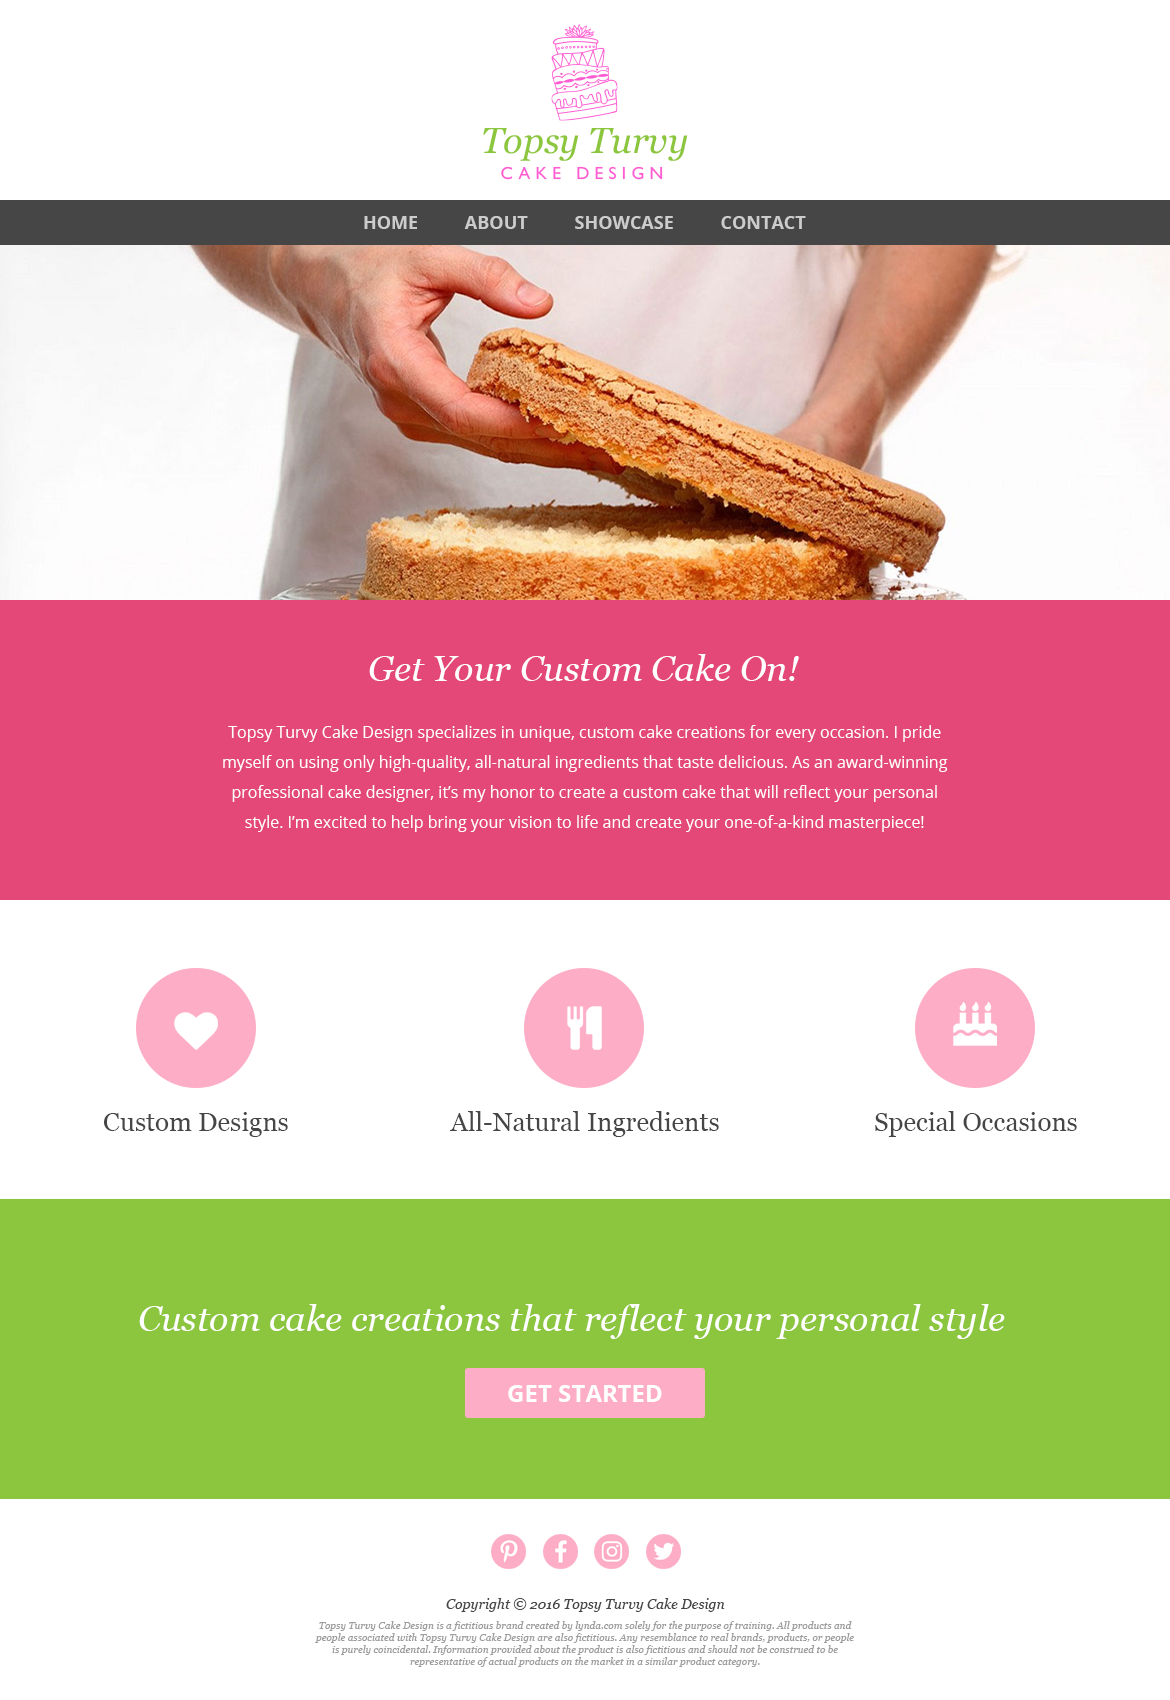 Topsy Turvy
CAKE DESIGN
HOME ABOUT SHOWCASE CONTACT
Get Your Custom Cake On!
Topsy Turvy Cake Design specializes in unique, custom cake creations for every occasion. I pride
myself on using only high-quality, all-natural ingredients that taste delicious. As an award-winning
professional cake designer, it’s my honor to create a custom cake that will reflect your personal
style. I’m excited to help bring your vision to life and create your one-of-a-kind masterpiece!
Custom Designs
All-Natural Ingredients
Special Occasions
Custom cake creations that reflect your personal style
GET STARTED
Copyright © 2016 Topsy Turvy Cake Design
Topsy Turvy Cake Design is a fictitious brand created by lynda.com solely for the purpose of training. All products and
people associated with Topsy Turvy Cake Design are also fictitious. Any resemblance to real brands, products, or people
is purely coincidental. Information provided about the product is also fictitious and should not be construed to be
representative of actual products on the market in a similar product category.